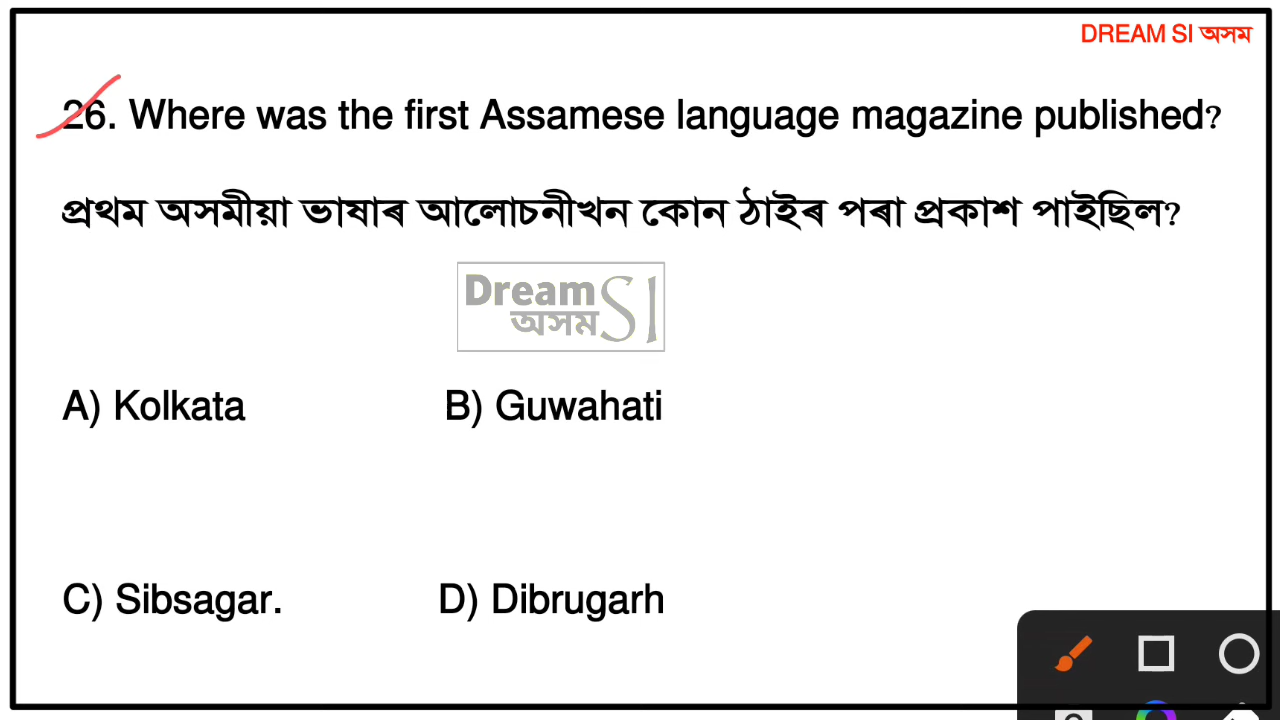 DREAM SI অসম
26. Where was the first Assamese language magazine published?
প্ৰথম অসমীয়া ভাষাৰ আলোচনীখন কোন ঠাইৰ পৰা প্ৰকাশ পাইছিল?
Dream SI
অসম
A) Kolkata B) Guwahati
C) Sibsagar. D) Dibrugarh